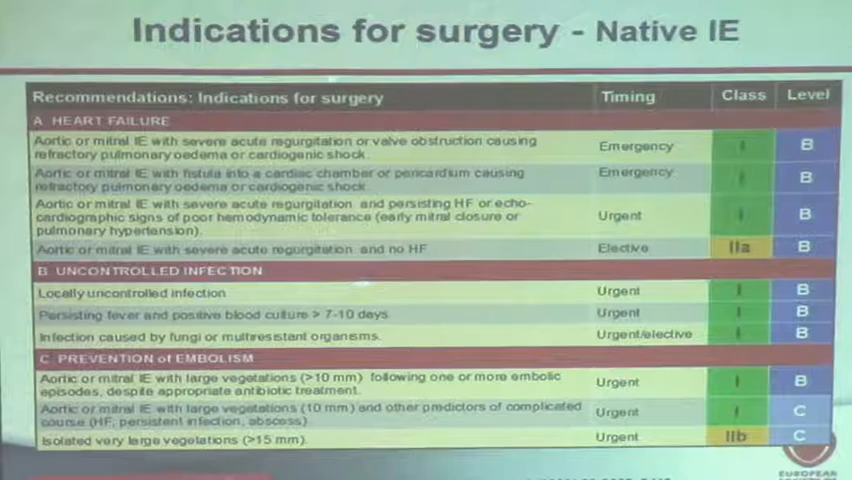 Indications for surgery - Native IE
Recommendations: Indications for surgery Timing Class Level
A HEART FAILURE
Aortic or mitral IE with severe acute regurgitation or valve obstruction causing
refractory pulmonary oedema or cardiogenic shock. Emergency I B
Aortic or mitral IE with fistula into a cardiac chamber or pericardium causing
refractory pulmonary oedema or cardiogenic shock. Emergency I B
Aortic or mitral IE with severe acute regurgitation and persisting HF or echo-
cardiographic signs of poor hemodynamic tolerance (early mitral closure or
pulmonary hypertension). Urgent I B
Aortic or mitral IE with severe acute regurgitation and no HF Elective IIa B
B UNCONTROLLED INFECTION
Locally uncontrolled infection Urgent I B
Persisting fever and positive blood culture > 7-10 days Urgent I B
Infection caused by fungi or multiresistant organisms. Urgent/elective I B
C PREVENTION of EMBOLISM
Aortic or mitral IE with large vegetations (>10 mm) following one or more embolic
episodes, despite appropriate antibiotic treatment. Urgent I B
Aortic or mitral IE with large vegetations (10 mm) and other predictors of complicated
course (HF, persistent infection, abscess) Urgent I C
Isolated very large vegetations (>15 mm). Urgent IIb C
EUROPEAN